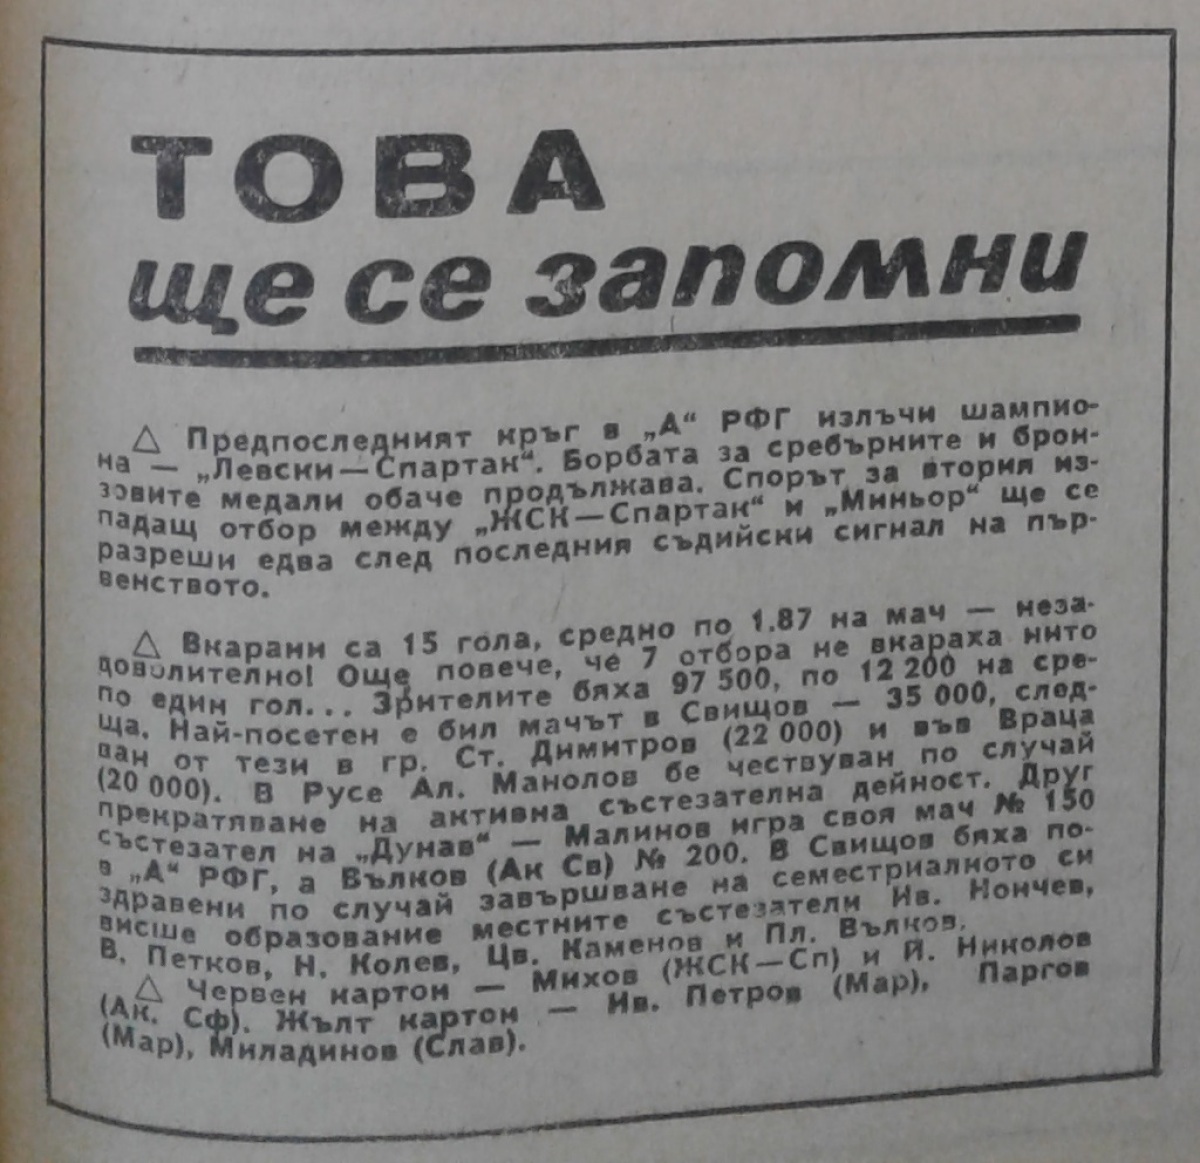 ТОВА
ще се запомни
△ Предпоследният кръг в „А“ РФГ излъчи шампио-
на — „Левски—Спартак“. Борбата за сребърните и брон-
зовите медали обаче продължава. Спорът за втория из-
падащ отбор между „ЖСК—Спартак“ и „Миньор“ ще се
разреши едва след последния съдийски сигнал на пър-
венството.
△ Вкарани са 15 гола, средно по 1.87 на мач — неза-
доволително! Още повече, че 7 отбора не вкараха нито
по един гол... Зрителите бяха 97 500, по 12 200 на сре-
ща. Най-посетен е бил мачът в Свищов — 35 000, след-
ван от тези в гр. Ст. Димитров (22 000) и във Враца
(20 000). В Русе Ал. Манолов бе чествуван по случай
прекратяване на активна състезателна дейност. Друг
състезател на „Дунав“ — Малинов игра своя мач № 150
в „А“ РФГ, а Вълков (Ак Св) № 200. В Свищов бяха по-
здравени по случай завършване на семестриалното си
висше образование местните състезатели Ив. Нончев,
В. Петков, Н. Колев, Цв. Каменов и Пл. Вълков.
△ Червен картон — Михов (ЖСК—Сп) и Й. Николов
(Ак. Сф). Жълт картон — Ив. Петров (Мар), Паргов
(Мар), Миладинов (Слав).